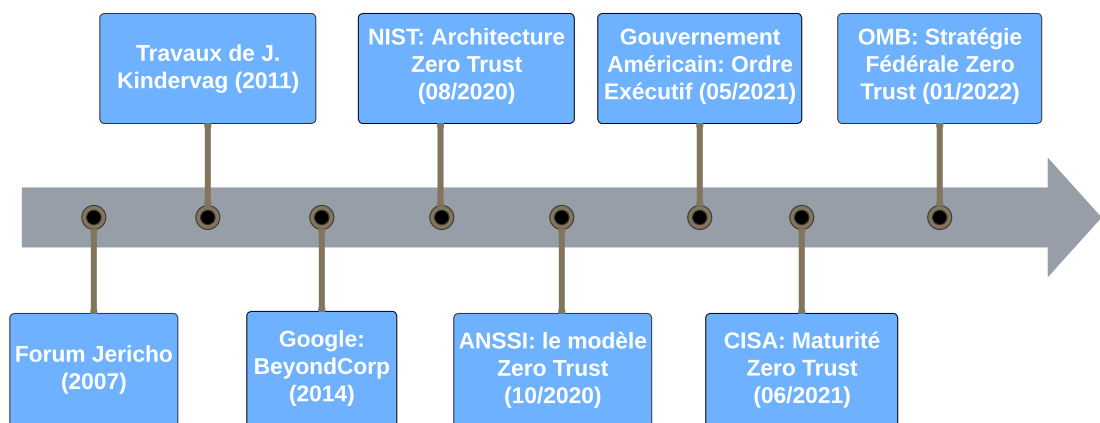 Travaux de J.
Kindervag (2011)
NIST: Architecture
Zero Trust
(08/2020)
Gouvernement
Américain: Ordre
Exécutif (05/2021)
OMB: Stratégie
Fédérale Zero
Trust (01/2022)
Forum Jericho
(2007)
Google:
BeyondCorp
(2014)
ANSSI: le modèle
Zero Trust
(10/2020)
CISA: Maturité
Zero Trust
(06/2021)